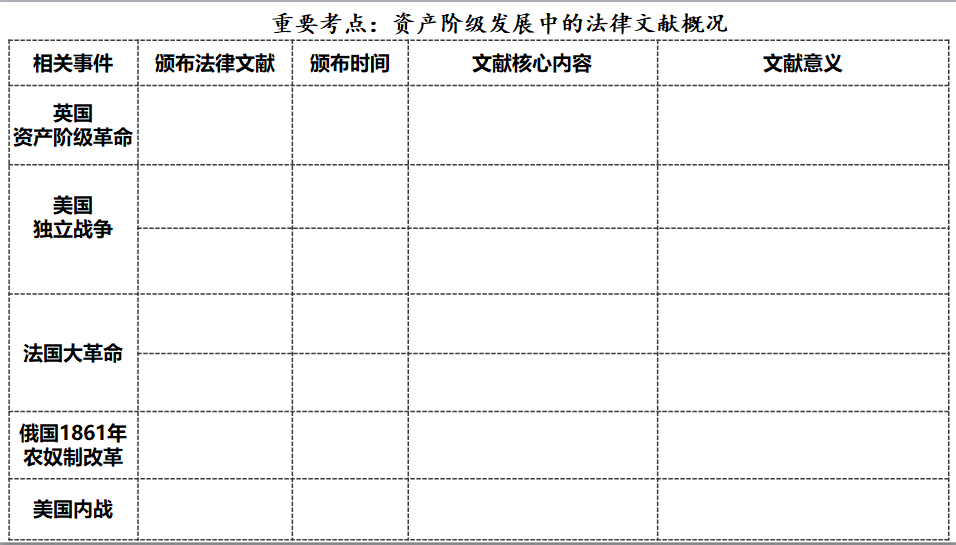 重要考点：资产阶级发展中的法律文献概况
相关事件 颁布法律文献 颁布时间 文献核心内容 文献意义
英国
资产阶级革命
美国
独立战争
法国大革命
俄国1861年
农奴制改革
美国内战